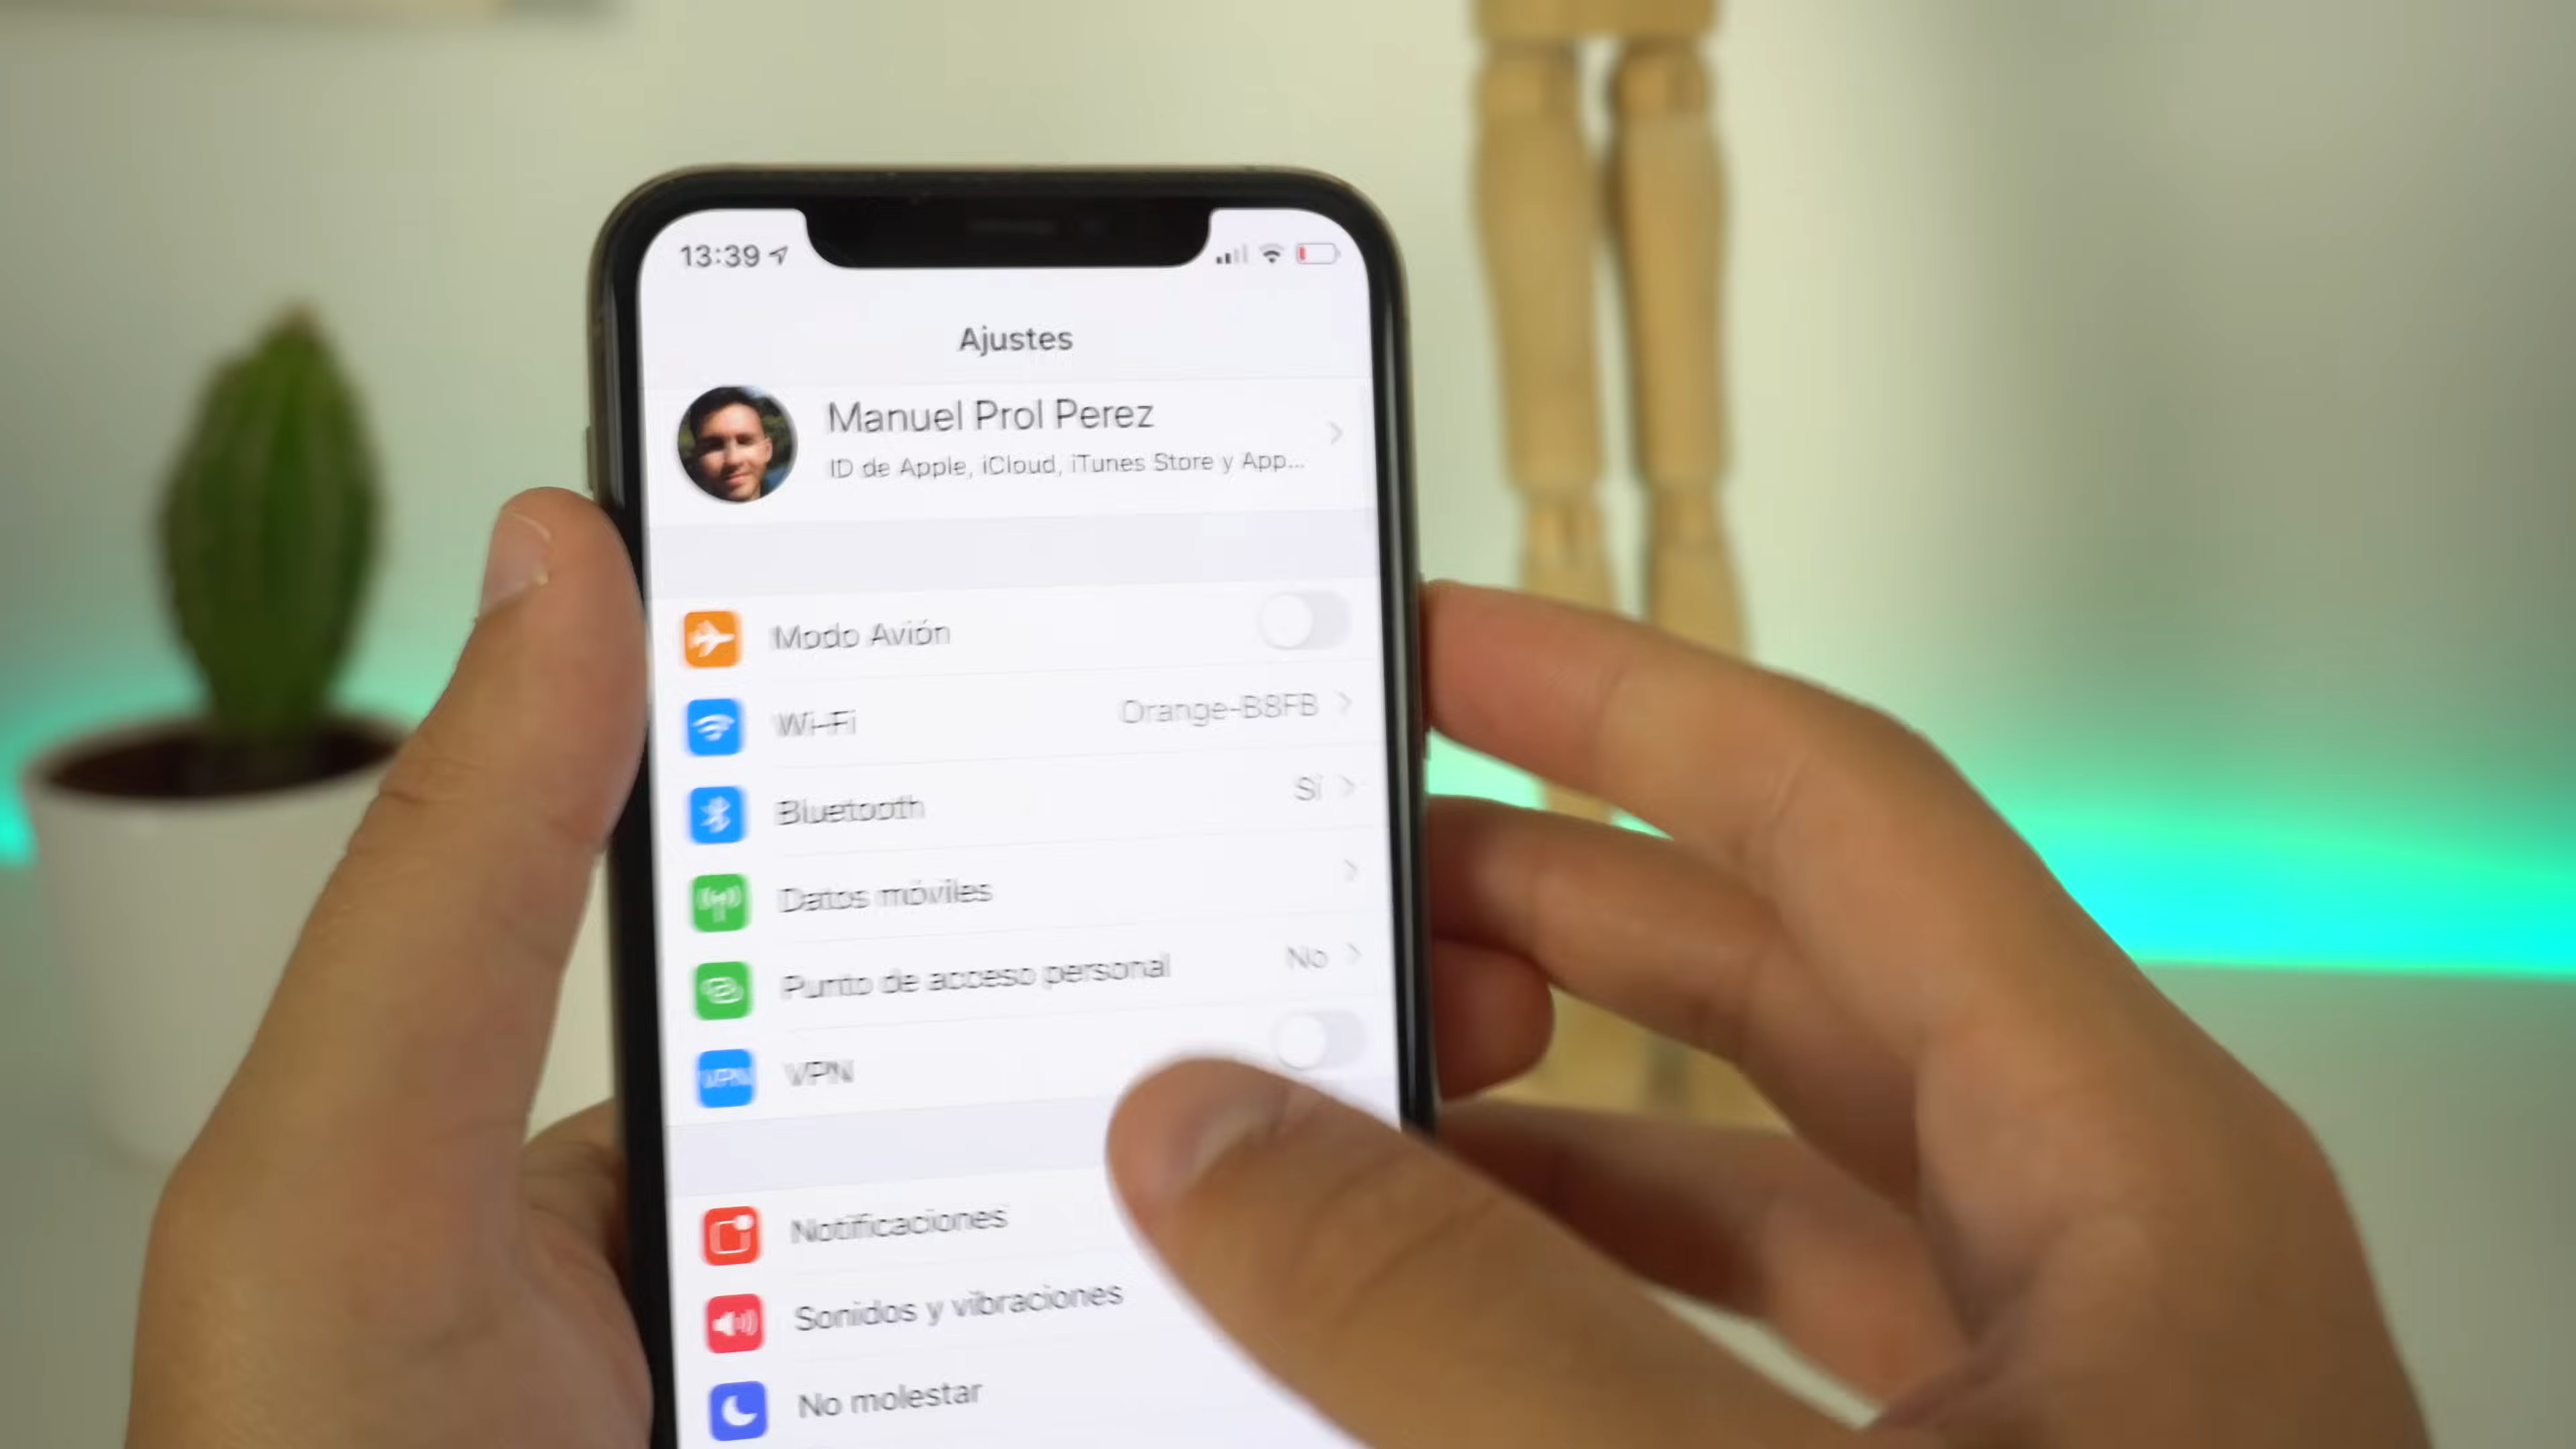 13:39
Ajustes
Manuel Prol Perez
ID de Apple, iCloud, iTunes Store y App...
Modo Avión
Wi-Fi
Orange-B8FB
Bluetooth
Sí
Datos móviles
Punto de acceso personal
No
VPN
VPN
Notificaciones
Sonidos y vibraciones
No molestar